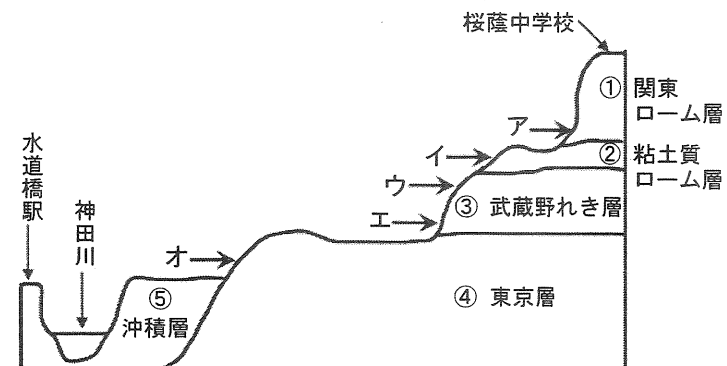 桜蔭中学校
① 関東
ローム層
ア
② 粘土質
ローム層
イ
ウ
③ 武蔵野れき層
エ
水道橋駅
神田川
オ
④ 東京層
⑤
沖積層